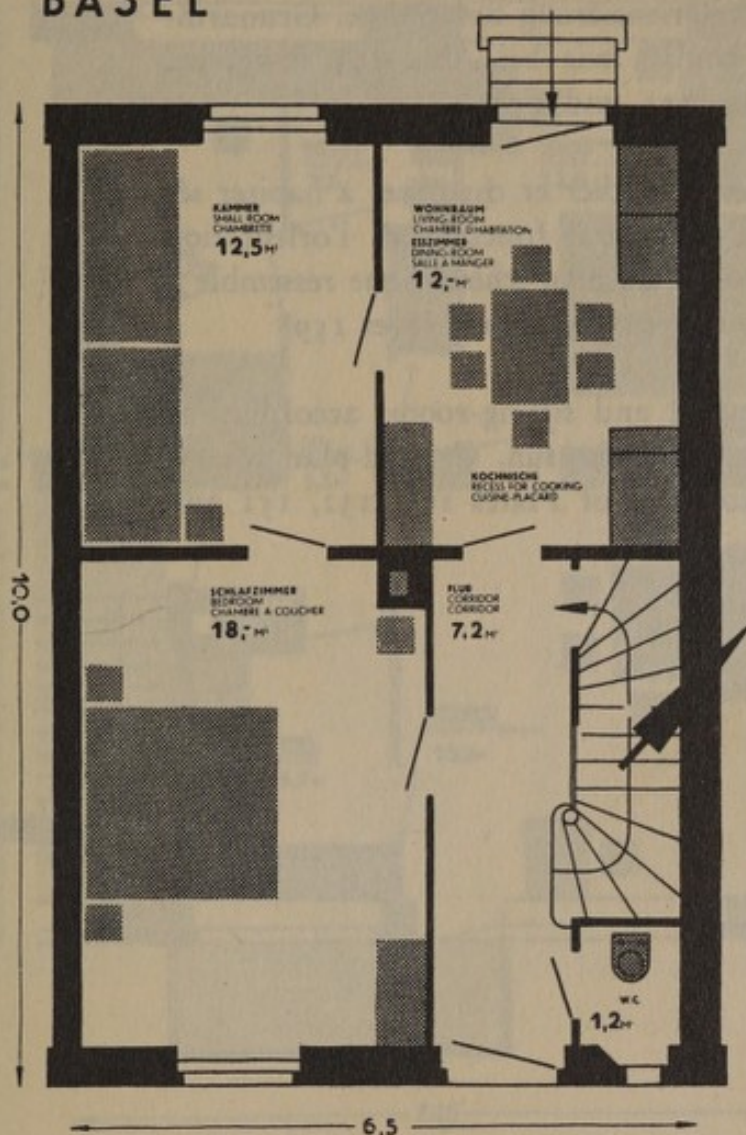 BASEL
KAMMER
SMALL ROOM
CHAMBRETTE
12,5 M²
WOHNRAUM
LIVING-ROOM
CHAMBRE D'HABITATION
ESSZIMMER
DINING-ROOM
SALLE A MANGER
12,- M²
KOCHNISCHE
RECESS FOR COOKING
CUISINE-PLACARD
SCHLAFZIMMER
BEDROOM
CHAMBRE A COUCHER
18,- M²
FLUR
CORRIDOR
CORRIDOR
7,2 M²
W.C.
1,2 M²
10,0
6,5